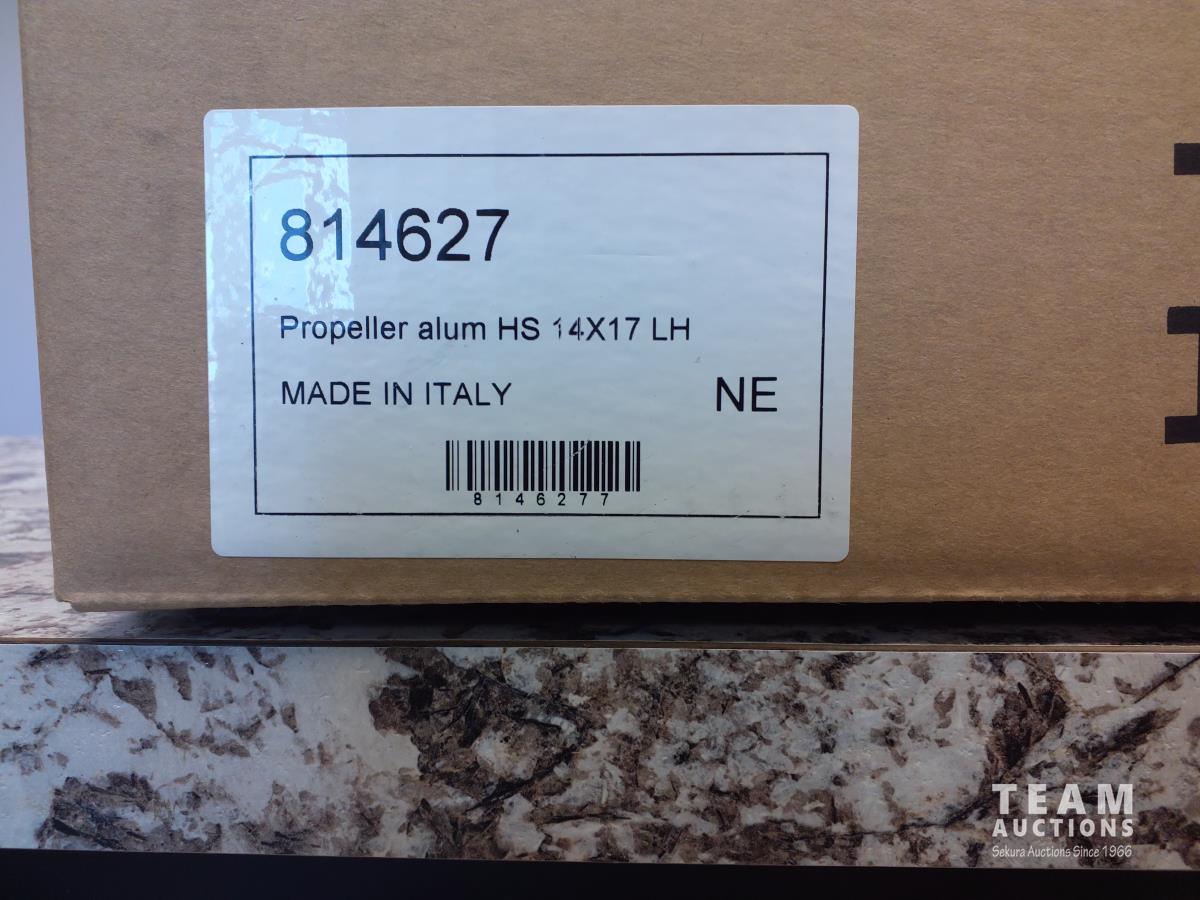 814627
Propeller alum HS 14X17 LH
MADE IN ITALY NE
8146277
TEAM
AUCTIONS
Sekura Auctions Since 1966